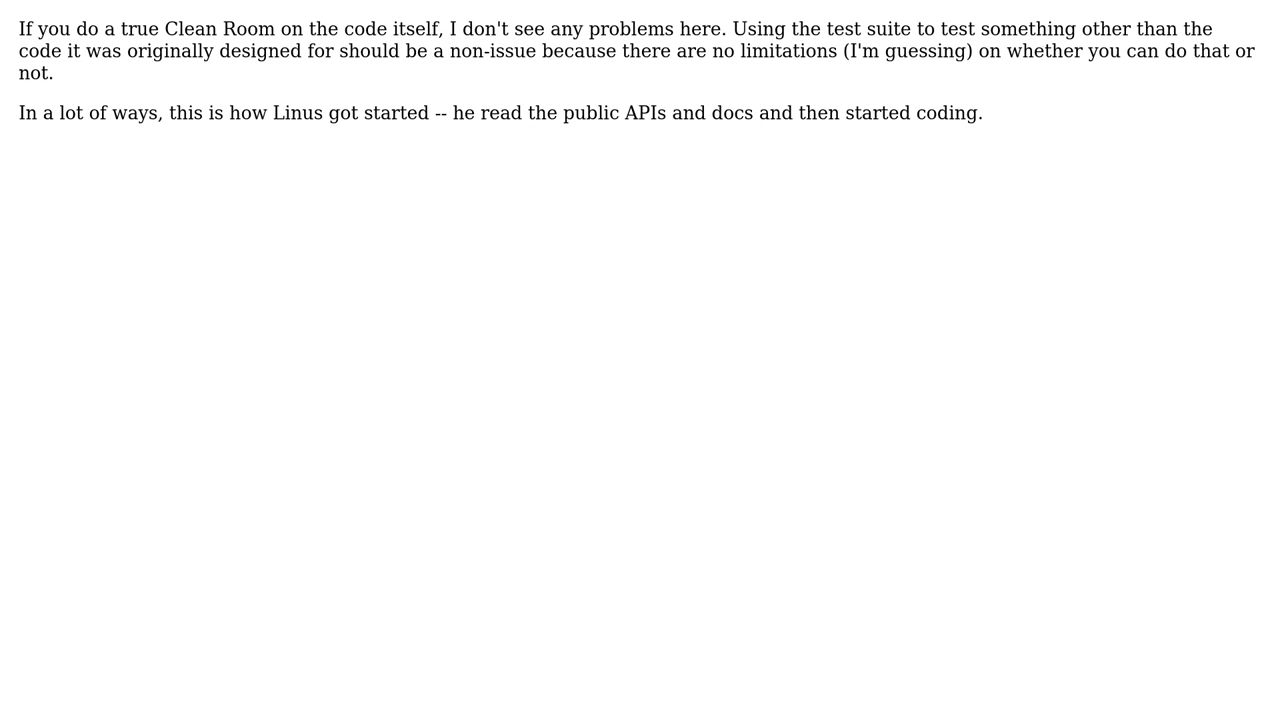 If you do a true Clean Room on the code itself, I don't see any problems here. Using the test suite to test something other than the
code it was originally designed for should be a non-issue because there are no limitations (I'm guessing) on whether you can do that or
not.
In a lot of ways, this is how Linus got started -- he read the public APIs and docs and then started coding.